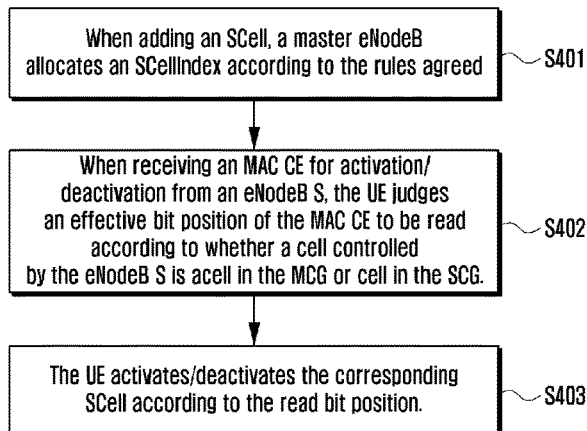 When adding an SCell, a master eNodeB
allocates an SCellIndex according to the rules agreed
S401
When receiving an MAC CE for activation/
deactivation from an eNodeB S, the UE judges
an effective bit position of the MAC CE to be read
according to whether a cell controlled
by the eNodeB S is acell in the MCG or cell in the SCG.
S402
The UE activates/deactivates the corresponding
SCell according to the read bit position.
S403